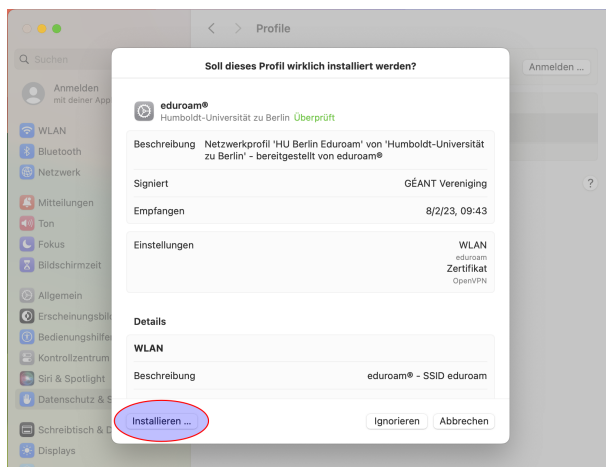 Profile
Suchen
Anmelden ...
Anmelden
mit deiner App
WLAN
Bluetooth
Netzwerk
Mitteilungen
Ton
Fokus
Bildschirmzeit
Allgemein
Erscheinungsbild
Bedienungshilfen
Kontrollzentrum
Siri & Spotlight
Datenschutz & S
Schreibtisch & D
Displays
?
Soll dieses Profil wirklich installiert werden?
eduroam®
Humboldt-Universität zu Berlin Überprüft
Beschreibung Netzwerkprofil 'HU Berlin Eduroam' von 'Humboldt-Universität
zu Berlin' - bereitgestellt von eduroam®
Signiert GÉANT Vereniging
Empfangen 8/2/23, 09:43
Einstellungen WLAN
eduroam
Zertifikat
OpenVPN
Details
WLAN
Beschreibung eduroam® - SSID eduroam
Installieren ... Ignorieren Abbrechen